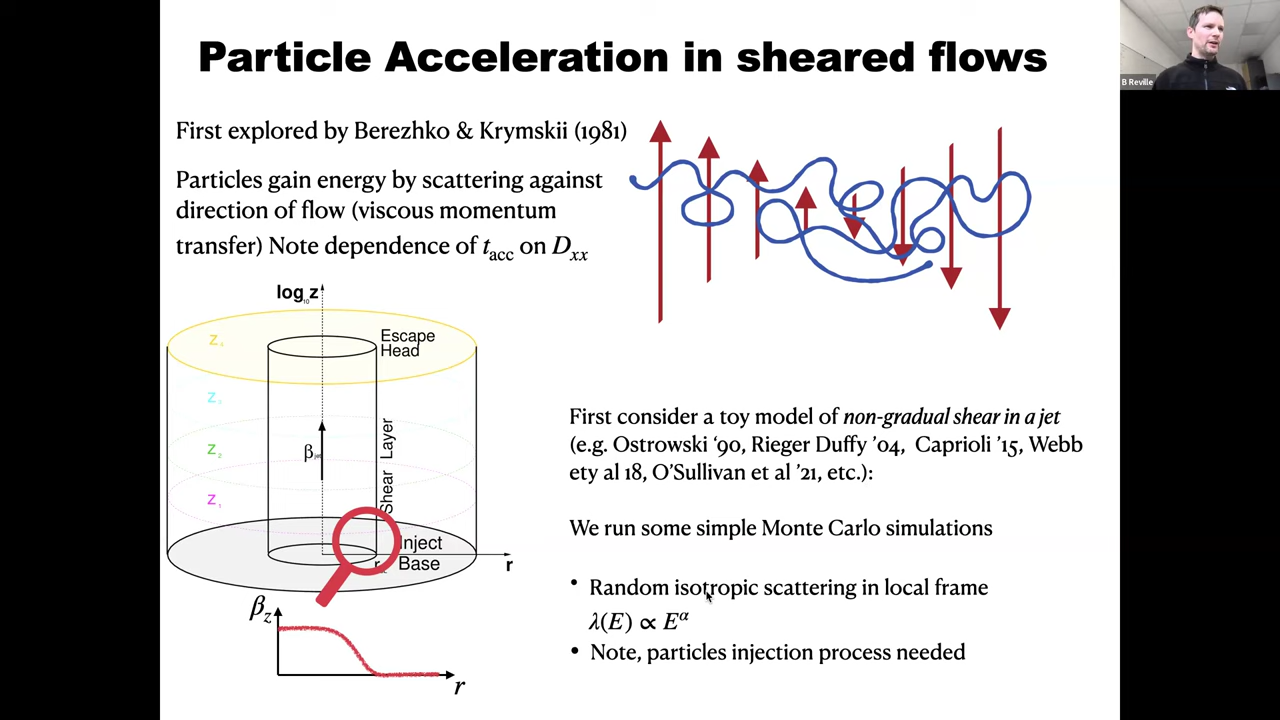 Particle Acceleration in sheared flows
B Reville
First explored by Berezhko & Krymskii (1981)
Particles gain energy by scattering against
direction of flow (viscous momentum
transfer) Note dependence of t_acc on D_xx
log₁₀z
Escape
Head
z₄
z₃
z₂
z₁
β_jet
Shear Layer
Inject
Base
r
β_z
r
First consider a toy model of non-gradual shear in a jet
(e.g. Ostrowski ‘90, Rieger Duffy ’04, Caprioli ’15, Webb
ety al 18, O’Sullivan et al ’21, etc.):
We run some simple Monte Carlo simulations
• Random isotropic scattering in local frame
λ(E) ∝ E^α
• Note, particles injection process needed